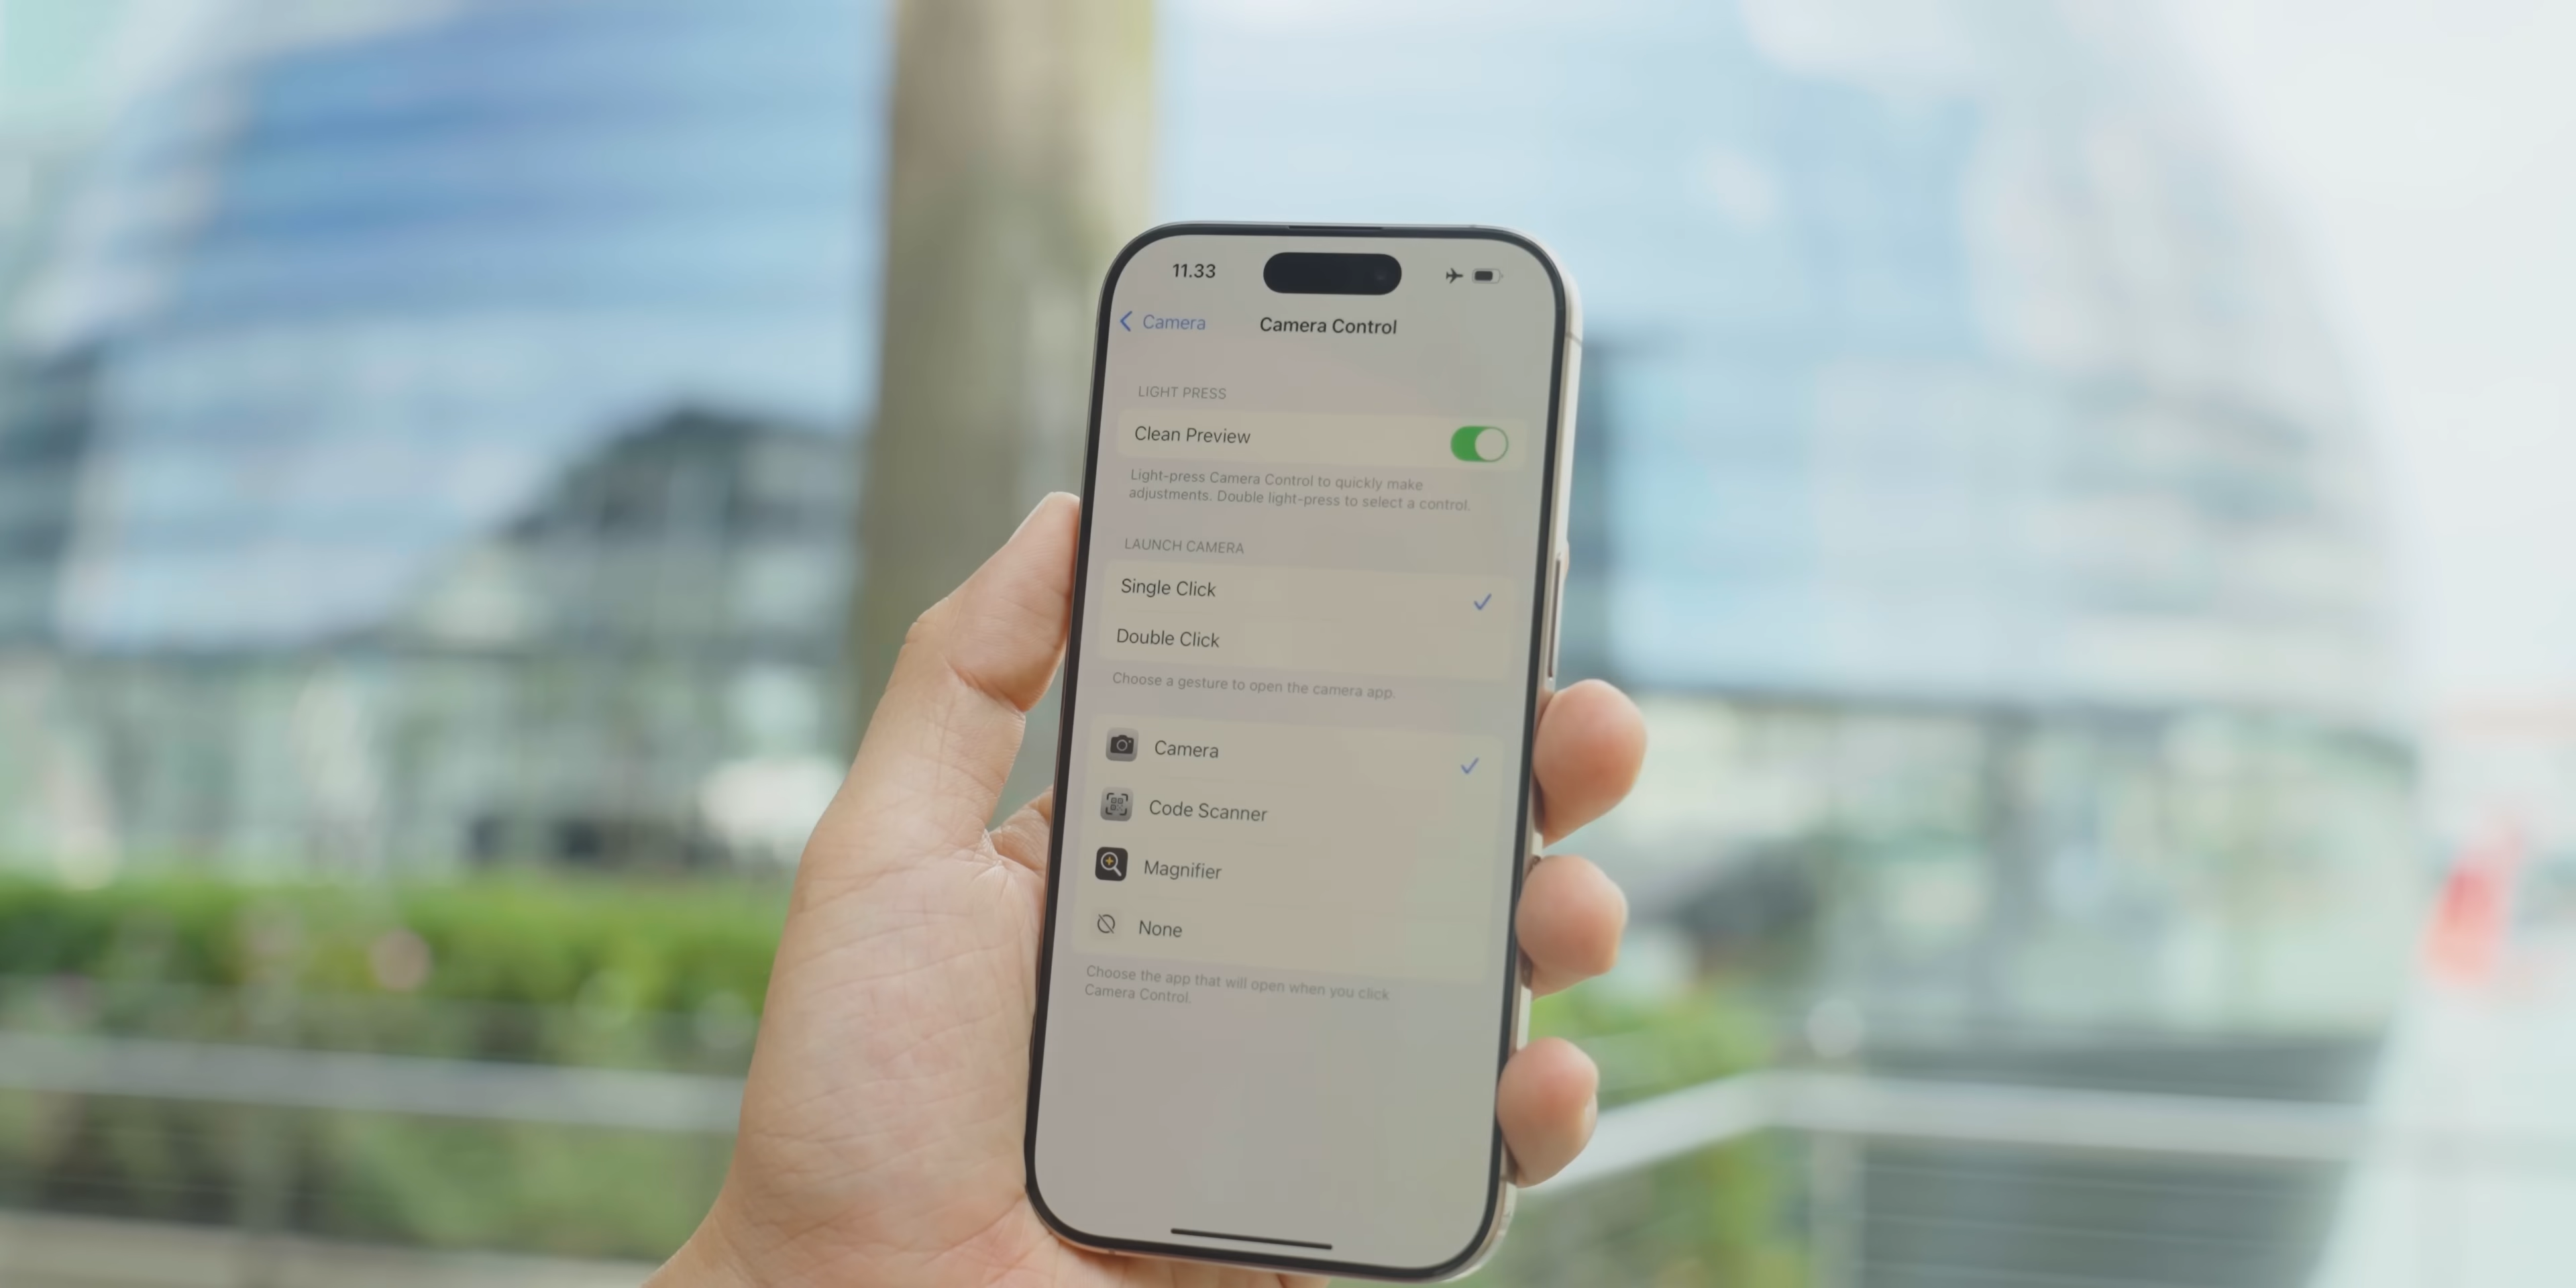 11.33
Camera
Camera Control
LIGHT PRESS
Clean Preview
Light-press Camera Control to quickly make
adjustments. Double light-press to select a control.
LAUNCH CAMERA
Single Click
Double Click
Choose a gesture to open the camera app.
Camera
Code Scanner
Magnifier
None
Choose the app that will open when you click
Camera Control.